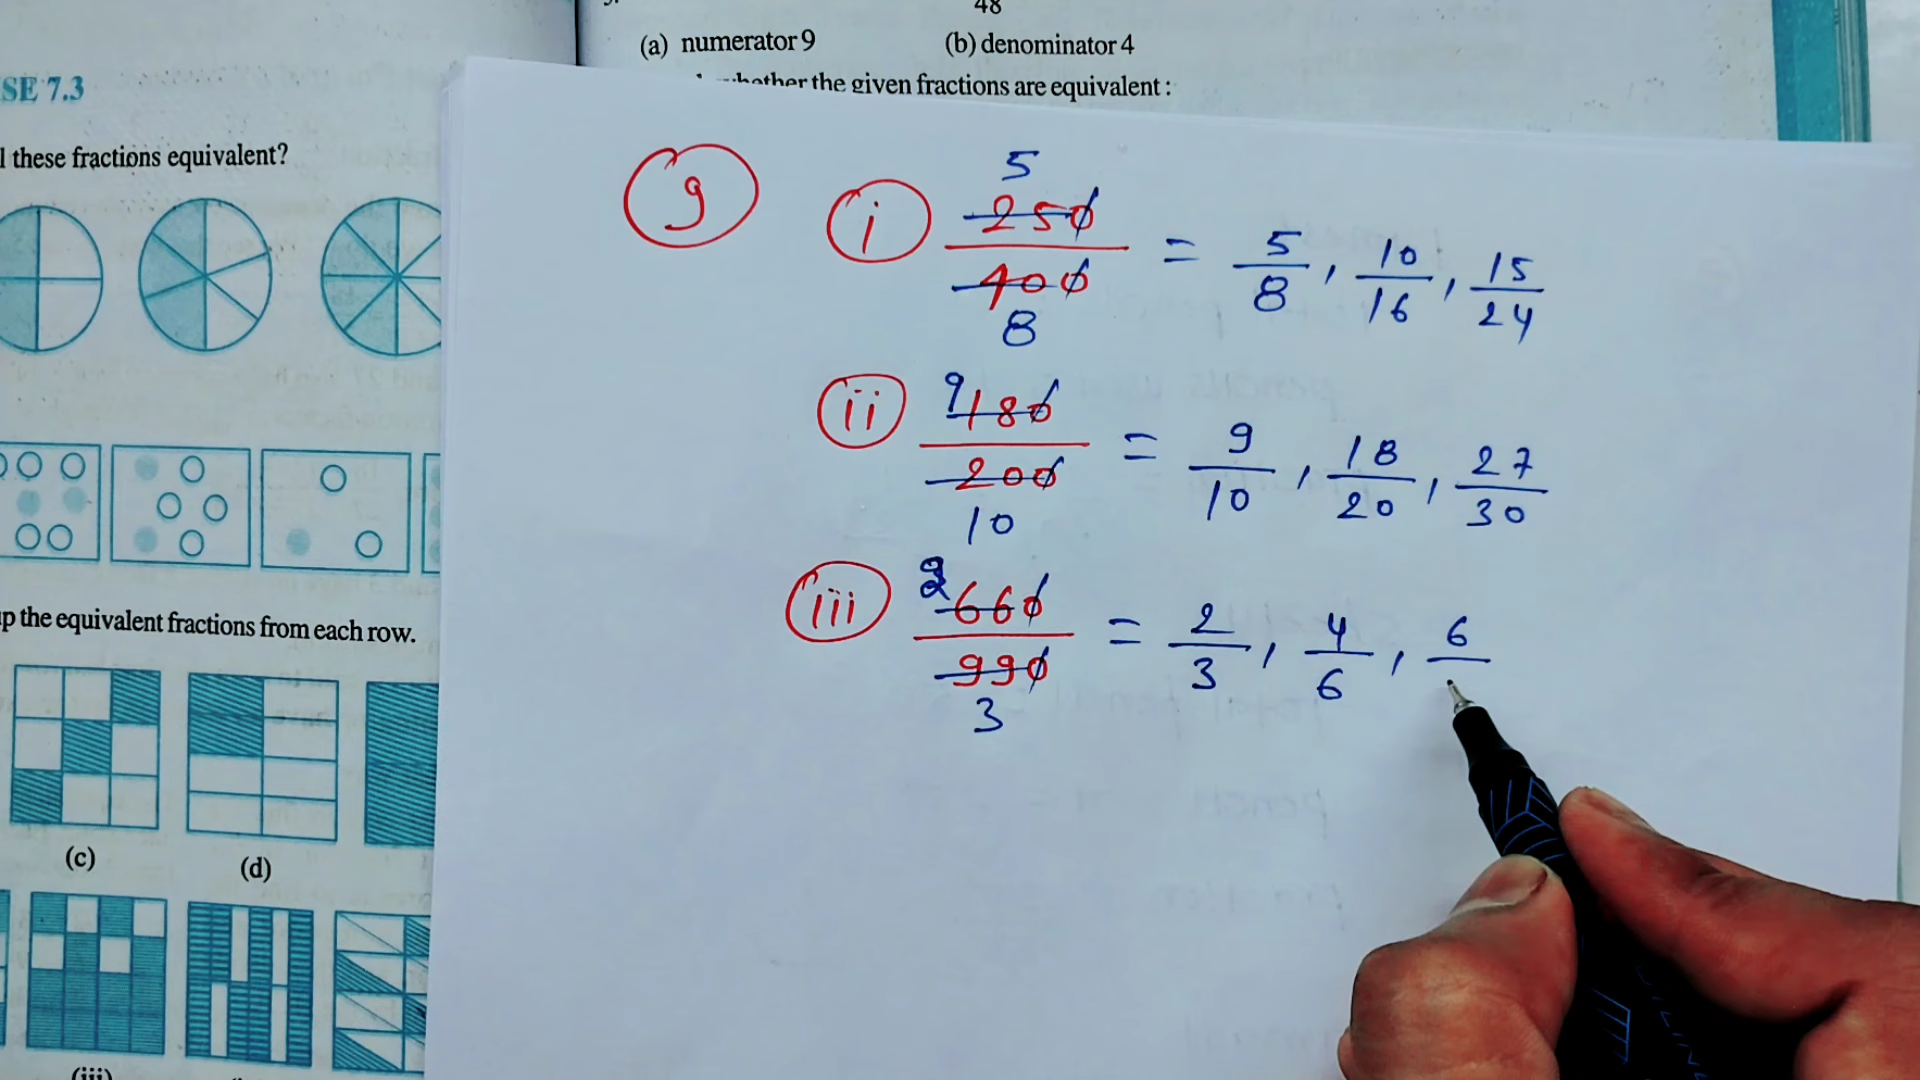 48
(a) numerator 9 (b) denominator 4
the given fractions are equivalent :
SE 7.3
l these fractions equivalent?
p the equivalent fractions from each row.
(c) (d)
(iii)
9
i 250/400 5 8 = 5/8 , 10/16 , 15/24
ii 180/200 9 10 = 9/10 , 18/20 , 27/30
iii 660/990 2 3 = 2/3 , 4/6 , 6